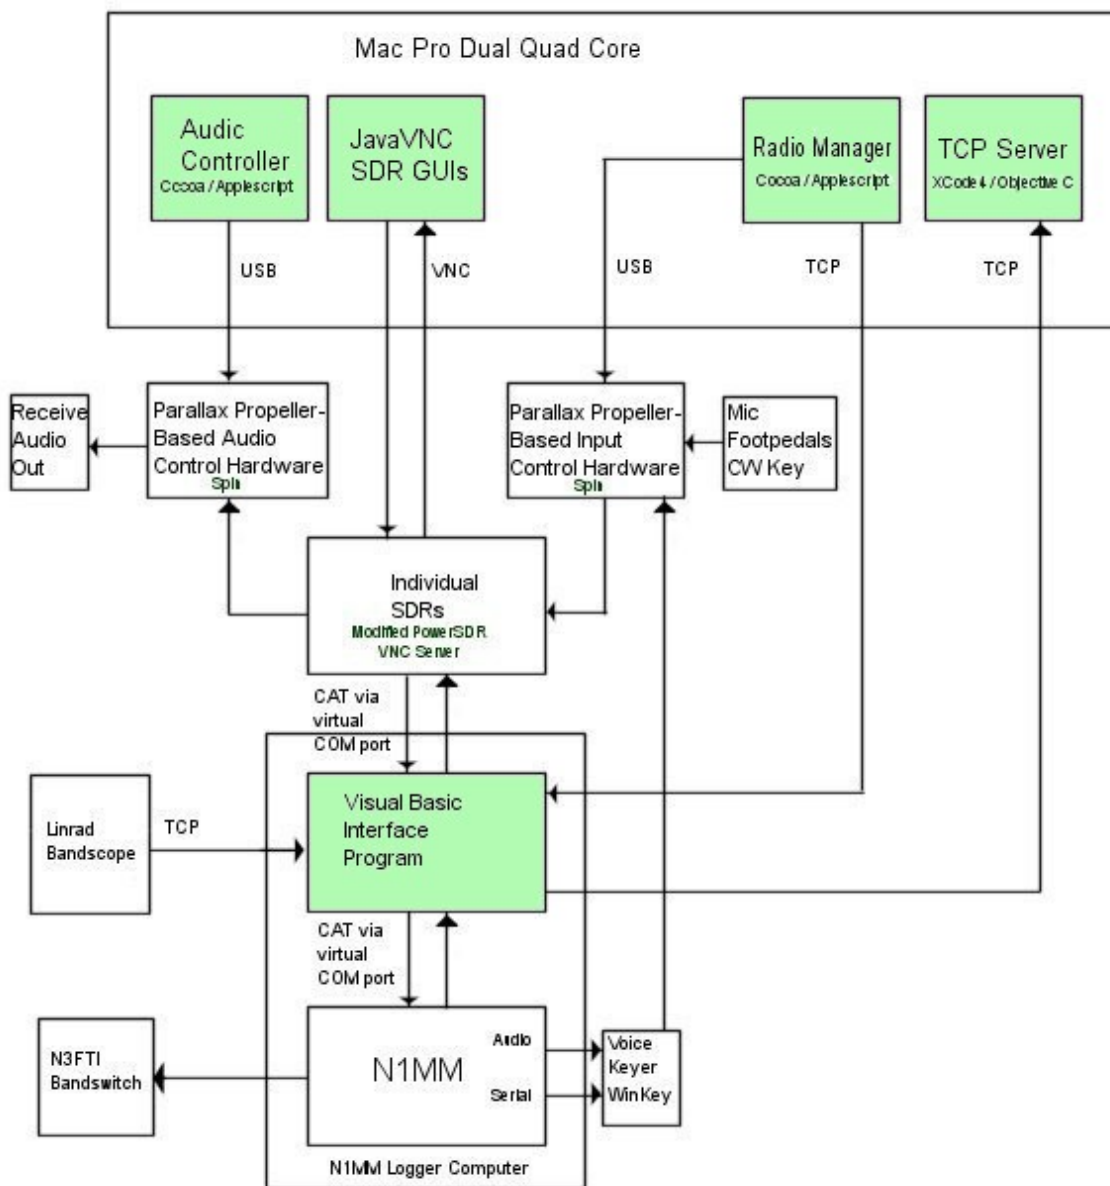 Mac Pro Dual Quad Core
Audic
Controller
Cccoa / Applescript
JavaVNC
SDR GUIs
Radio Manager
Cocoa / Applescript
TCP Server
XCode 4 / Objective C
USB
VNC
USB
TCP
TCP
Receive
Audio
Out
Parallax Propeller-
Based Audio
Control Hardware
Spin
Parallax Propeller-
Based Input
Control Hardware
Spin
Mic
Footpedals
CW Key
Individual
SDRs
Modified PowerSDR
VNC Server
CAT via
virtual
COM port
Linrad
Bandscope
TCP
Visual Basic
Interface
Program
CAT via
virtual
COM port
N3FTI
Bandswitch
N1MM
Audio
Serial
Voice
Keyer
WinKey
N1MM Logger Computer